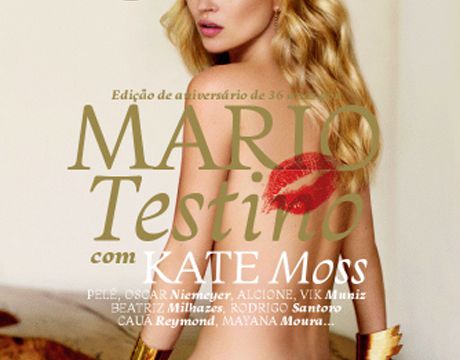 Edição de aniversário de 36
MARIO
Testino
com KATE Moss
PELÉ, OSCAR Niemeyer, ALCIONE, VIK Muniz
BEATRIZ Milhazes, RODRIGO Santoro
CAUÃ Reymond, MAYANA Moura...